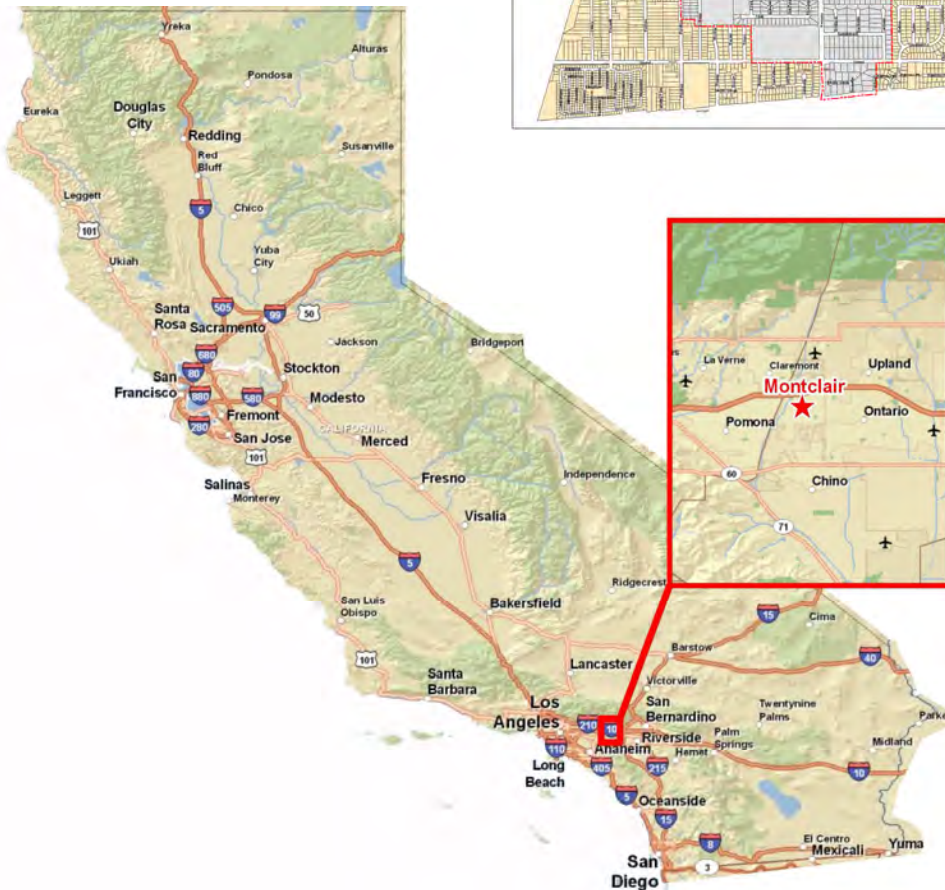 Yreka
Alturas
Pondosa
Eureka
Douglas
City
Redding
Red
Bluff
Susanville
Leggett
5
Chico
101
Yuba
City
Ukiah
505
99
50
Santa
Rosa
Sacramento
Jackson
Bridgeport
680
80
Stockton
San
Francisco
880
580
Modesto
Fremont
CALIFORNIA
280
San Jose
Merced
101
Salinas
Monterey
Fresno
Independence
Visalia
5
Ridgecrest
San Luis
Obispo
Bakersfield
101
Santa
Barbara
Lancaster
Barstow
15
Cima
40
Victorville
Los
Angeles
210
10
San
Bernardino
Twentynine
Palms
Parke
110
Anaheim
Riverside
Palm
Springs
Hemet
Midland
Long
Beach
405
215
10
5
Oceanside
15
8
El Centro
Mexicali
Yuma
San
Diego
3
La Verne
Claremont
Upland
Montclair
Pomona
Ontario
60
Chino
71